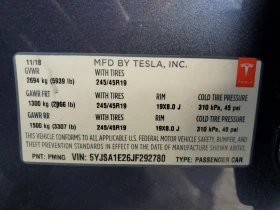 11/18 MFD BY TESLA, INC.
GVWR WITH TIRES
2694 kg (5939 lb) 245/45R19
GAWR FRT WITH TIRES RIM COLD TIRE PRESSURE
1300 kg (2866 lb) 245/45R19 19X8.0 J 310 kPa, 45 psi
GAWR RR WITH TIRES RIM COLD TIRE PRESSURE
1500 kg (3307 lb) 245/45R19 19X8.0 J 310 kPa, 45 psi
THIS VEHICLE CONFORMS TO ALL APPLICABLE U.S. FEDERAL MOTOR VEHICLE SAFETY, BUMPER, AND
THEFT PREVENTION STANDARDS IN EFFECT ON THE DATE OF MANUFACTURE SHOWN ABOVE.
PNT: PMNG VIN: 5YJSA1E26JF292780 TYPE: PASSENGER CAR
TESLA